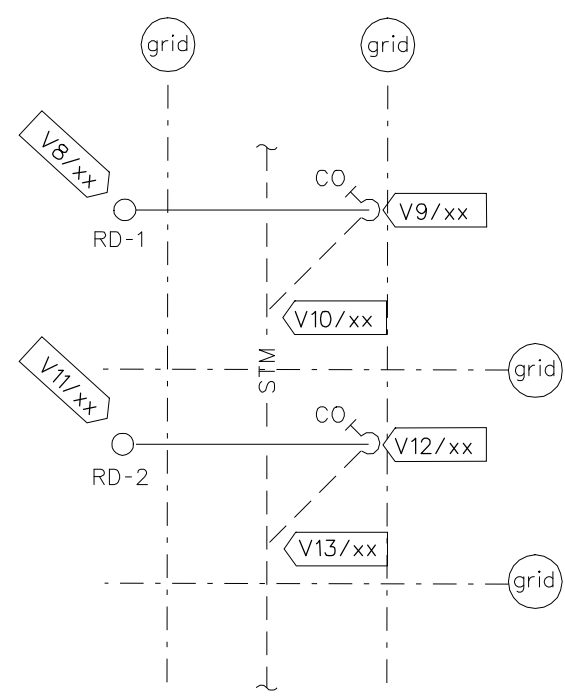 grid
grid
V8/xx
CO
V9/xx
RD-1
V10/xx
STM
grid
V11/xx
CO
V12/xx
RD-2
V13/xx
grid